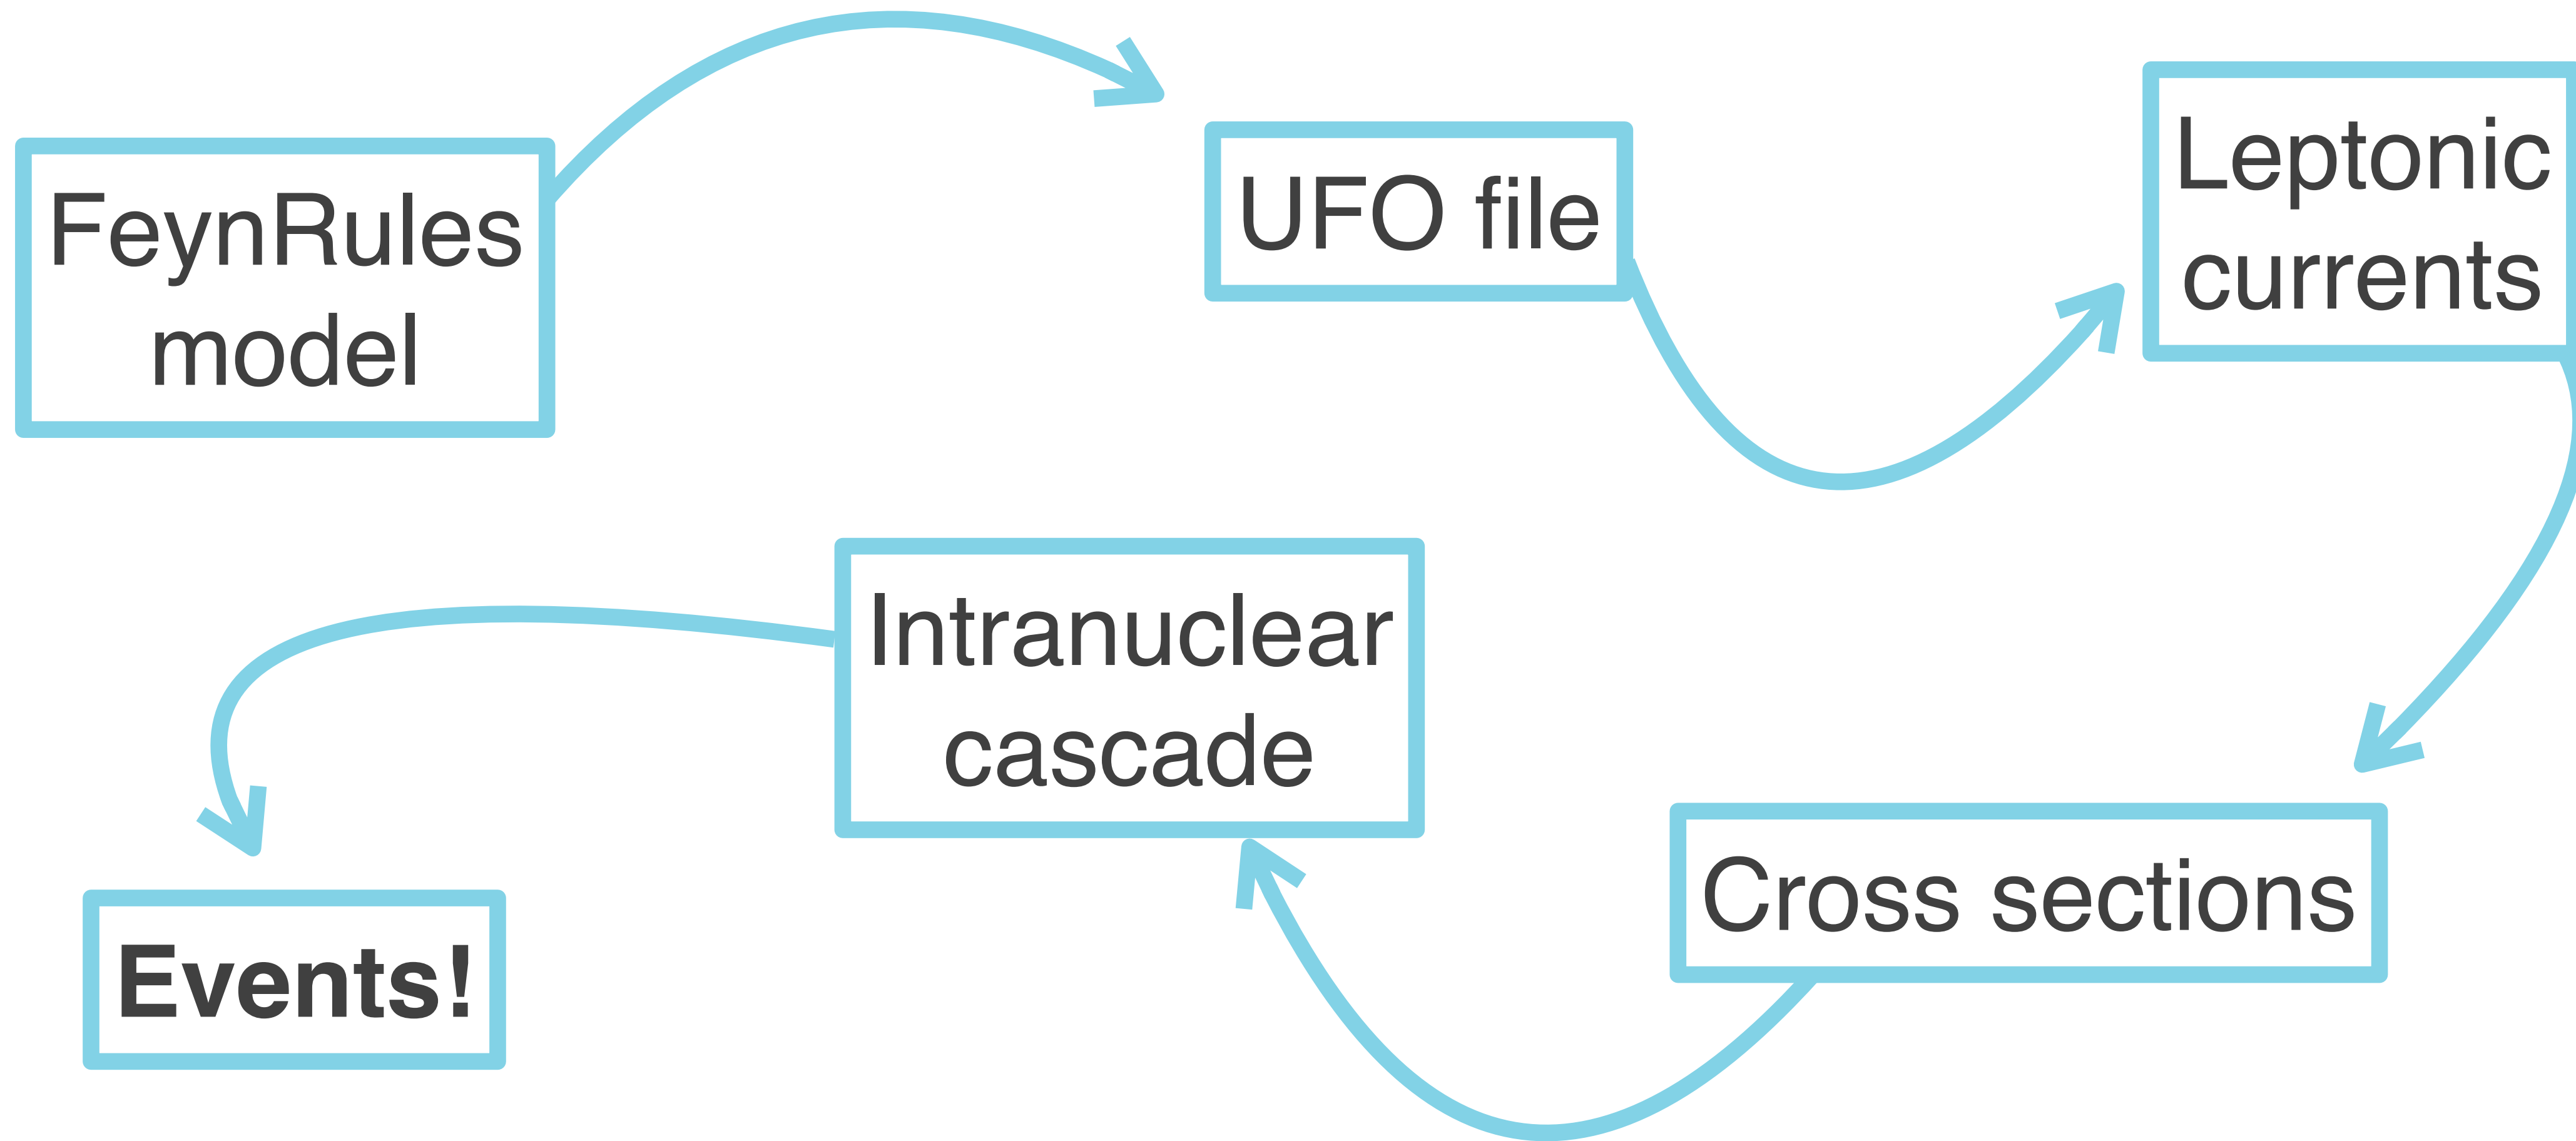 FeynRules
model
UFO file
Leptonic
currents
Cross sections
Intranuclear
cascade
Events!